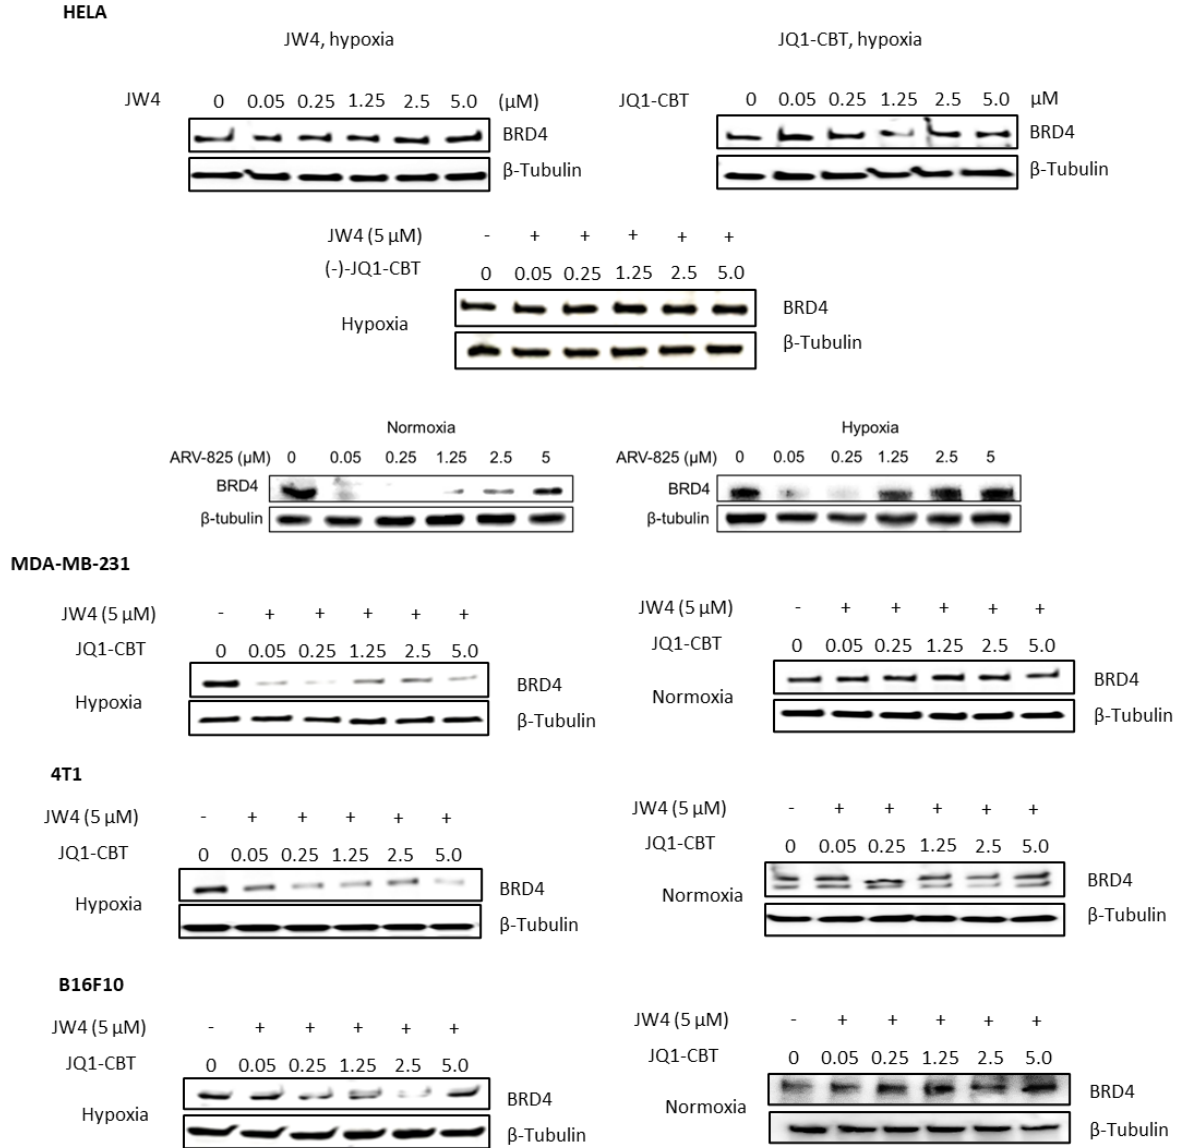 HELA
JW4, hypoxia
JQ1-CBT, hypoxia
JW4 0 0.05 0.25 1.25 2.5 5.0 (μM)
JQ1-CBT 0 0.05 0.25 1.25 2.5 5.0 μM
BRD4
BRD4
β-Tubulin
β-Tubulin
JW4 (5 μM) - + + + + +
(-)-JQ1-CBT 0 0.05 0.25 1.25 2.5 5.0
Hypoxia
BRD4
β-Tubulin
Normoxia
Hypoxia
ARV-825 (μM) 0 0.05 0.25 1.25 2.5 5
ARV-825 (μM) 0 0.05 0.25 1.25 2.5 5
BRD4
BRD4
β-tubulin
β-tubulin
MDA-MB-231
JW4 (5 μM) - + + + + +
JQ1-CBT 0 0.05 0.25 1.25 2.5 5.0
Hypoxia
BRD4
β-Tubulin
JW4 (5 μM) - + + + + +
JQ1-CBT 0 0.05 0.25 1.25 2.5 5.0
Normoxia
BRD4
β-Tubulin
4T1
JW4 (5 μM) - + + + + +
JQ1-CBT 0 0.05 0.25 1.25 2.5 5.0
Hypoxia
BRD4
β-Tubulin
JW4 (5 μM) - + + + + +
JQ1-CBT 0 0.05 0.25 1.25 2.5 5.0
Normoxia
BRD4
β-Tubulin
B16F10
JW4 (5 μM) - + + + + +
JQ1-CBT 0 0.05 0.25 1.25 2.5 5.0
Hypoxia
BRD4
β-Tubulin
JW4 (5 μM) - + + + + +
JQ1-CBT 0 0.05 0.25 1.25 2.5 5.0
Normoxia
BRD4
β-Tubulin